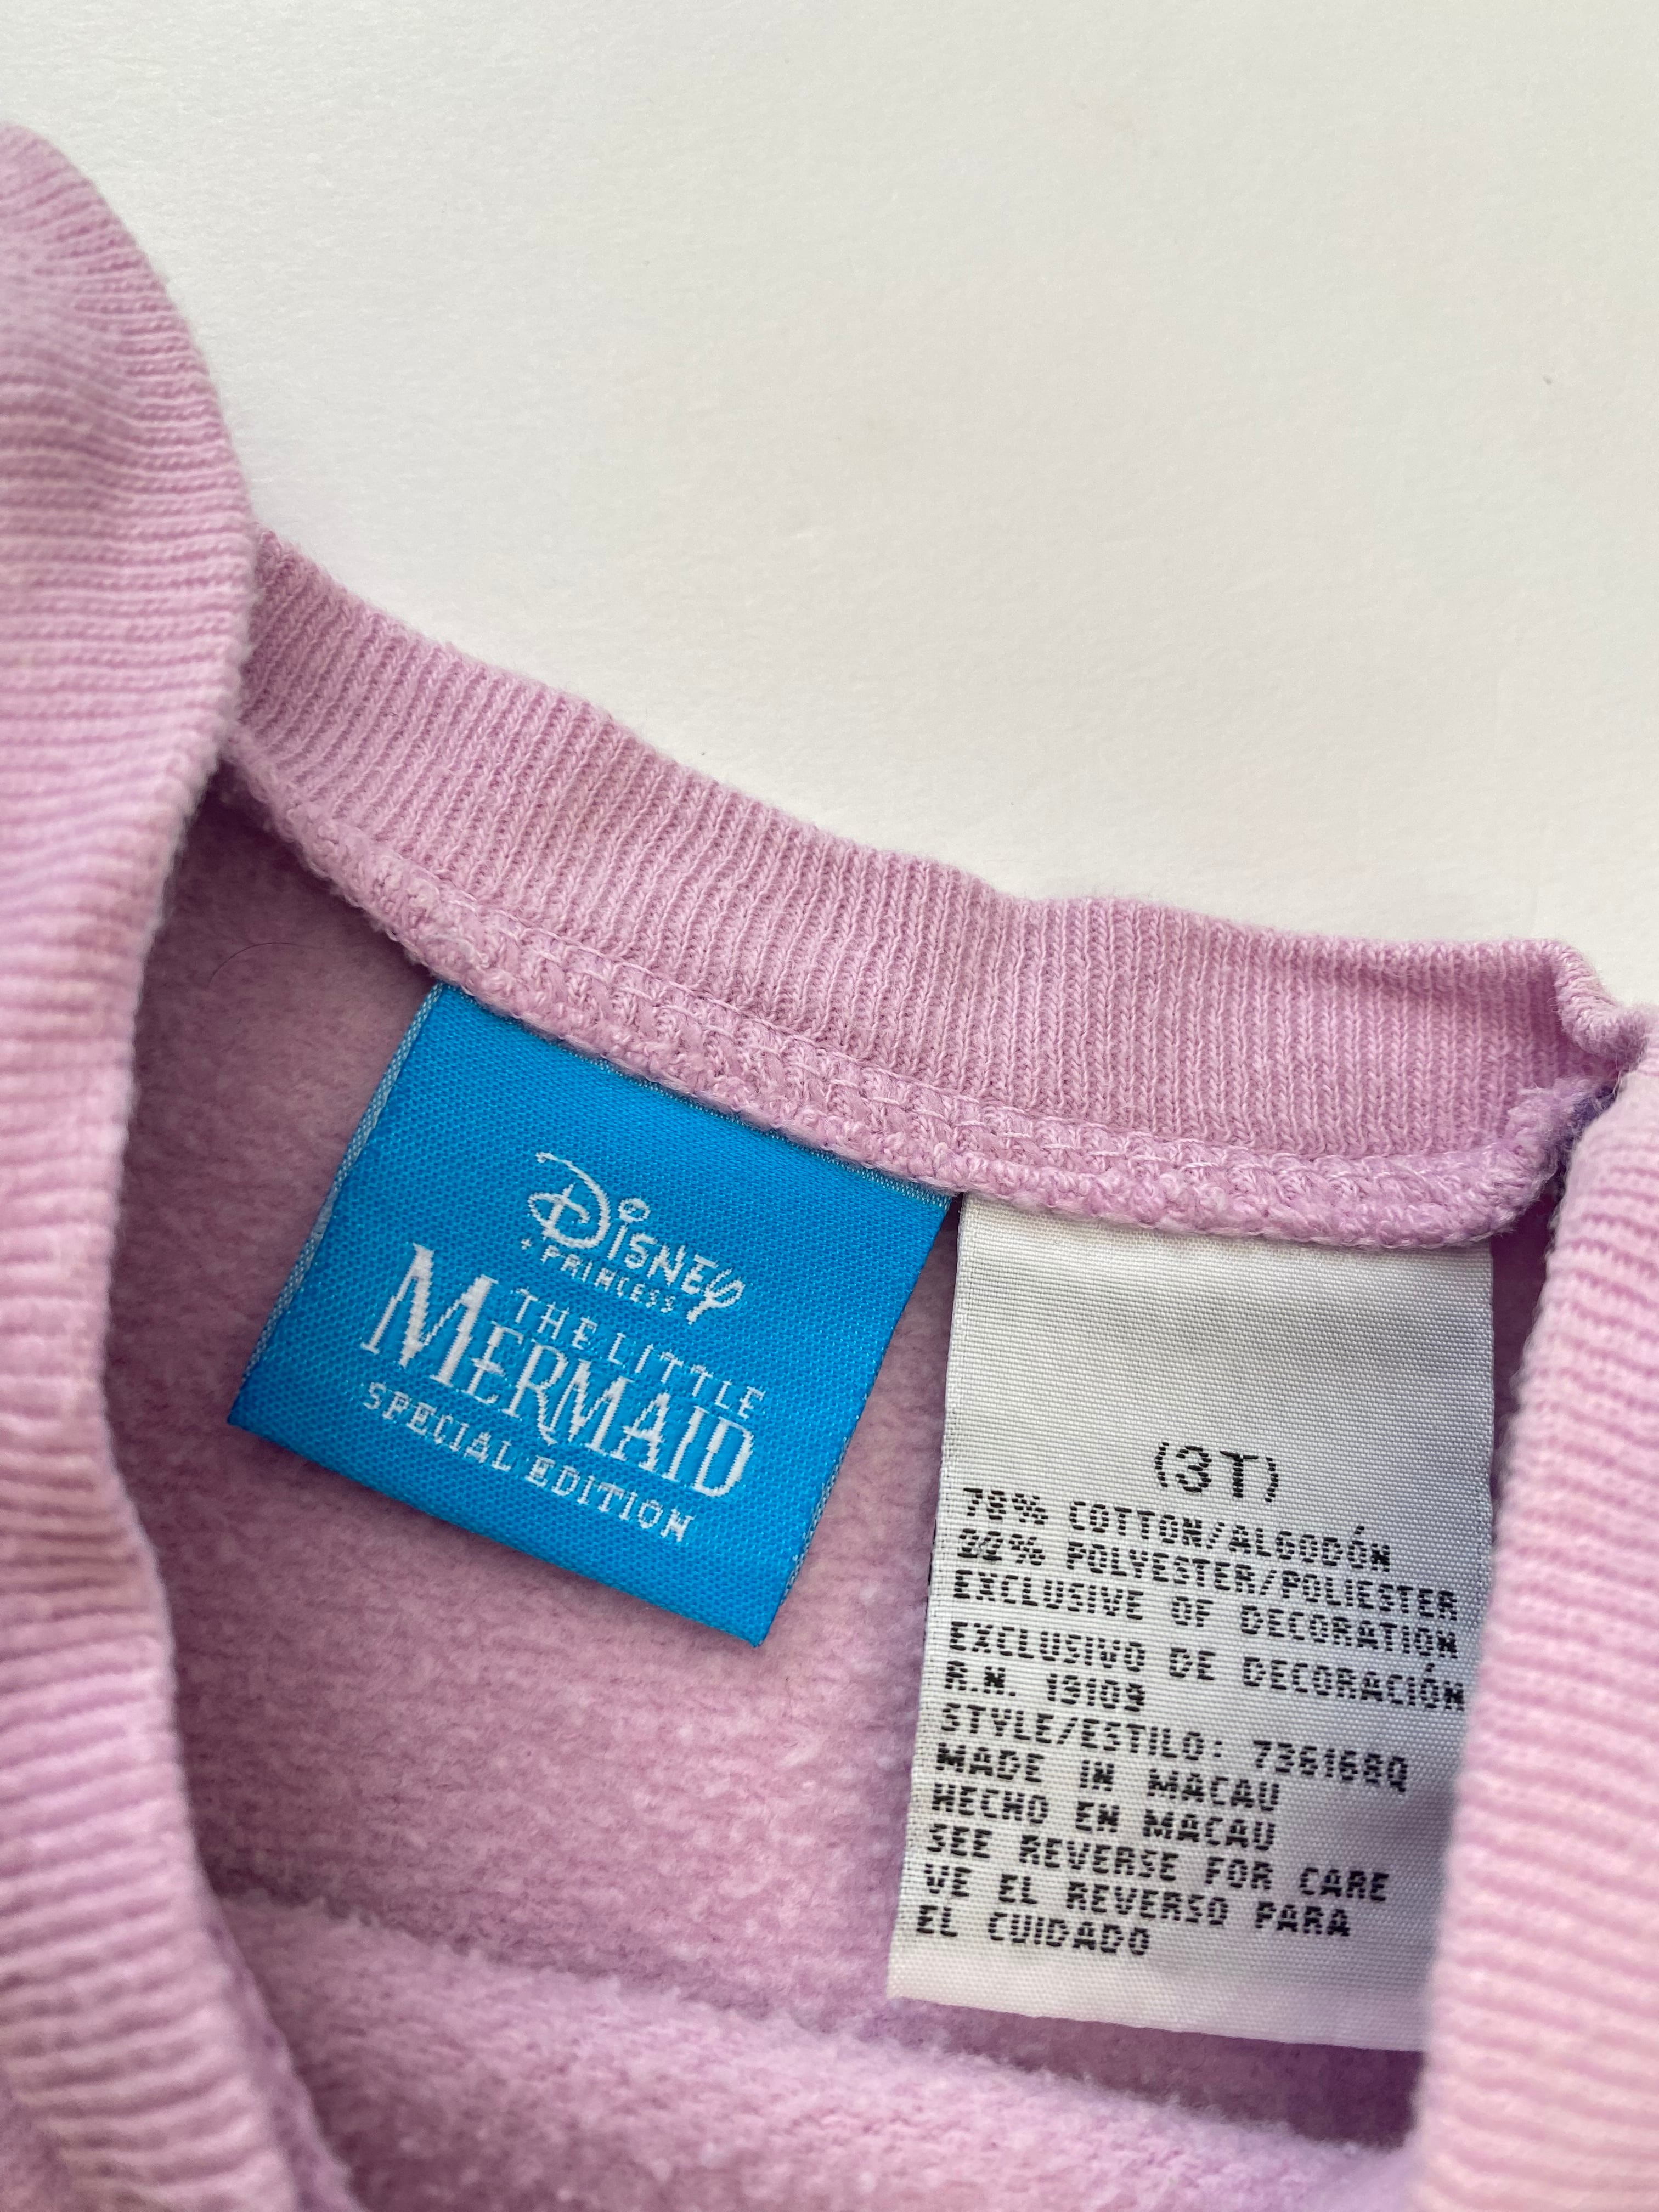 Disney
PRINCESS
THE LITTLE
MERMAID
SPECIAL EDITION
(3T)
78% COTTON/ALGODÓN
22% POLYESTER/POLIESTER
EXCLUSIVE OF DECORATION
EXCLUSIVO DE DECORACIÓN
R.N. 19109
STYLE/ESTILO: 736168Q
MADE IN MACAU
HECHO EN MACAU
SEE REVERSE FOR CARE
VE EL REVERSO PARA
EL CUIDADO